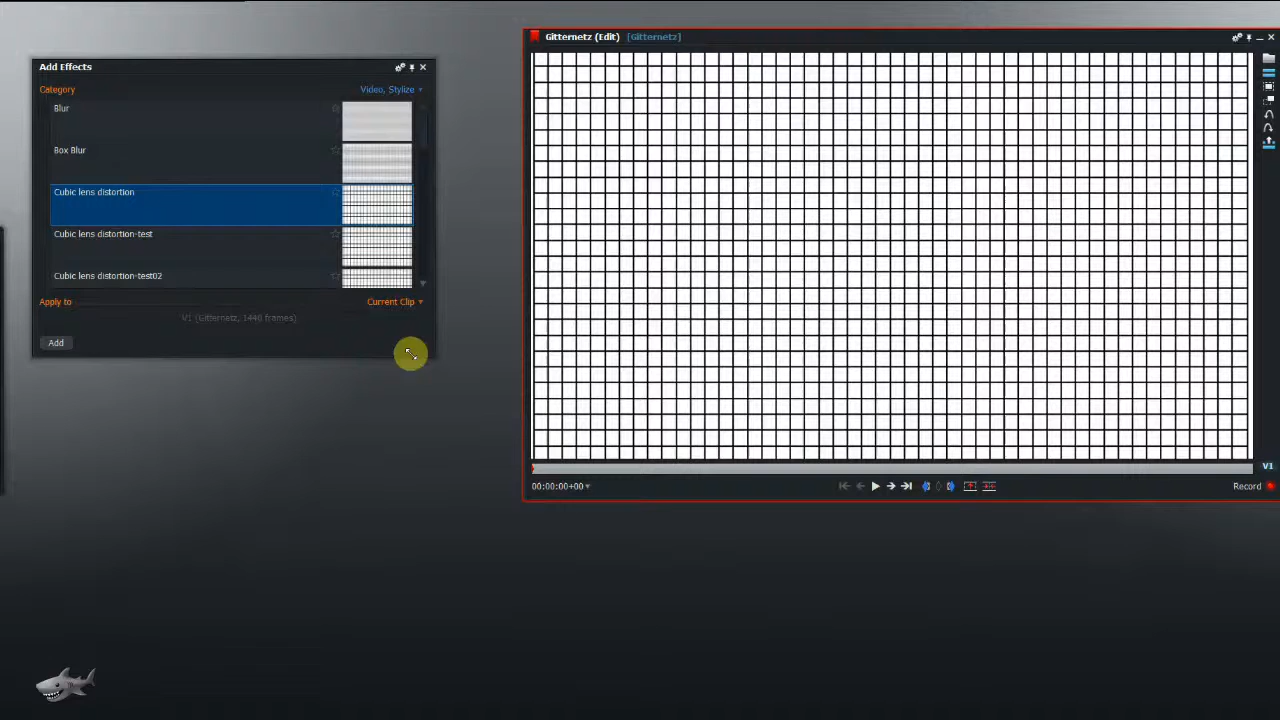 Add Effects
Category
Video, Stylize
Blur
Box Blur
Cubic lens distortion
Cubic lens distortion-test
Cubic lens distortion-test02
Apply to
Current Clip
V1 (Gitternetz, 1440 frames)
Add
Gitternetz (Edit) [Gitternetz]
V1
00:00:00+00
Record